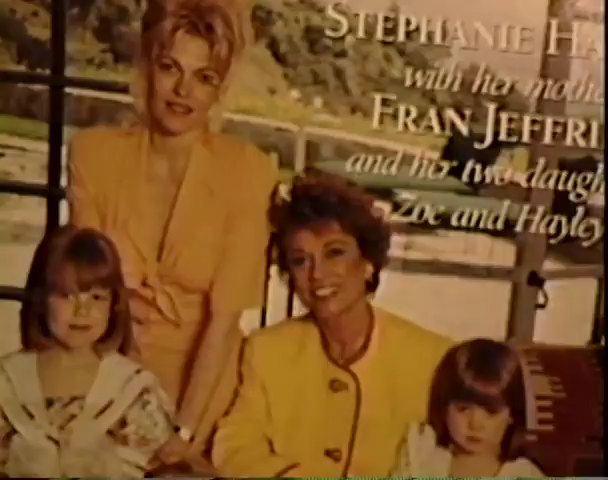 STEPHANIE HA
with her mothe
FRAN JEFFRI
and her two daugh
Zoe and Hayley